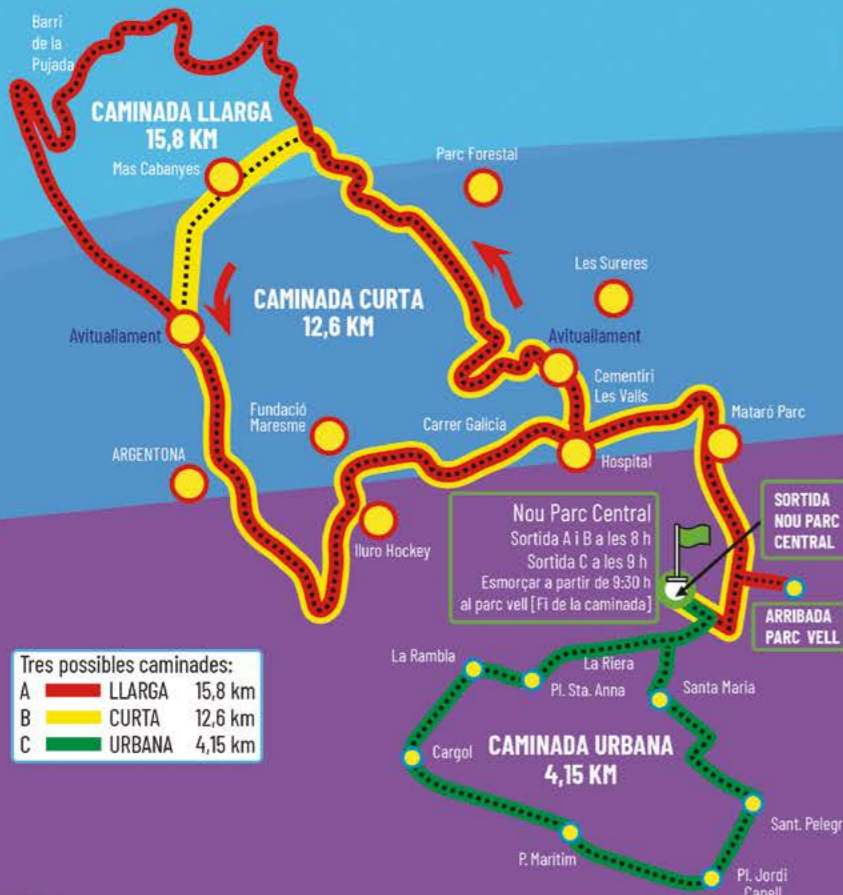 Barri
de la
Pujada
CAMINADA LLARGA
15,8 KM
Mas Cabanyes
Parc Forestal
Les Sureres
CAMINADA CURTA
12,6 KM
Avituallament
Avituallament
Cementiri
Les Valls
Fundació
Maresme
Carrer Galícia
Mataró Parc
ARGENTONA
Hospital
Iluro Hockey
Nou Parc Central
Sortida A i B a les 8 h
Sortida C a les 9 h
Esmorçar a partir de 9:30 h
al parc vell [Fi de la caminada]
SORTIDA
NOU PARC
CENTRAL
ARRIBADA
PARC VELL
Tres possibles caminades:
A LLARGA 15,8 km
B CURTA 12,6 km
C URBANA 4,15 km
La Rambla
La Riera
Pl. Sta. Anna
Santa Maria
Cargol
CAMINADA URBANA
4,15 KM
Sant. Pelegr
P. Marítim
Pl. Jordi